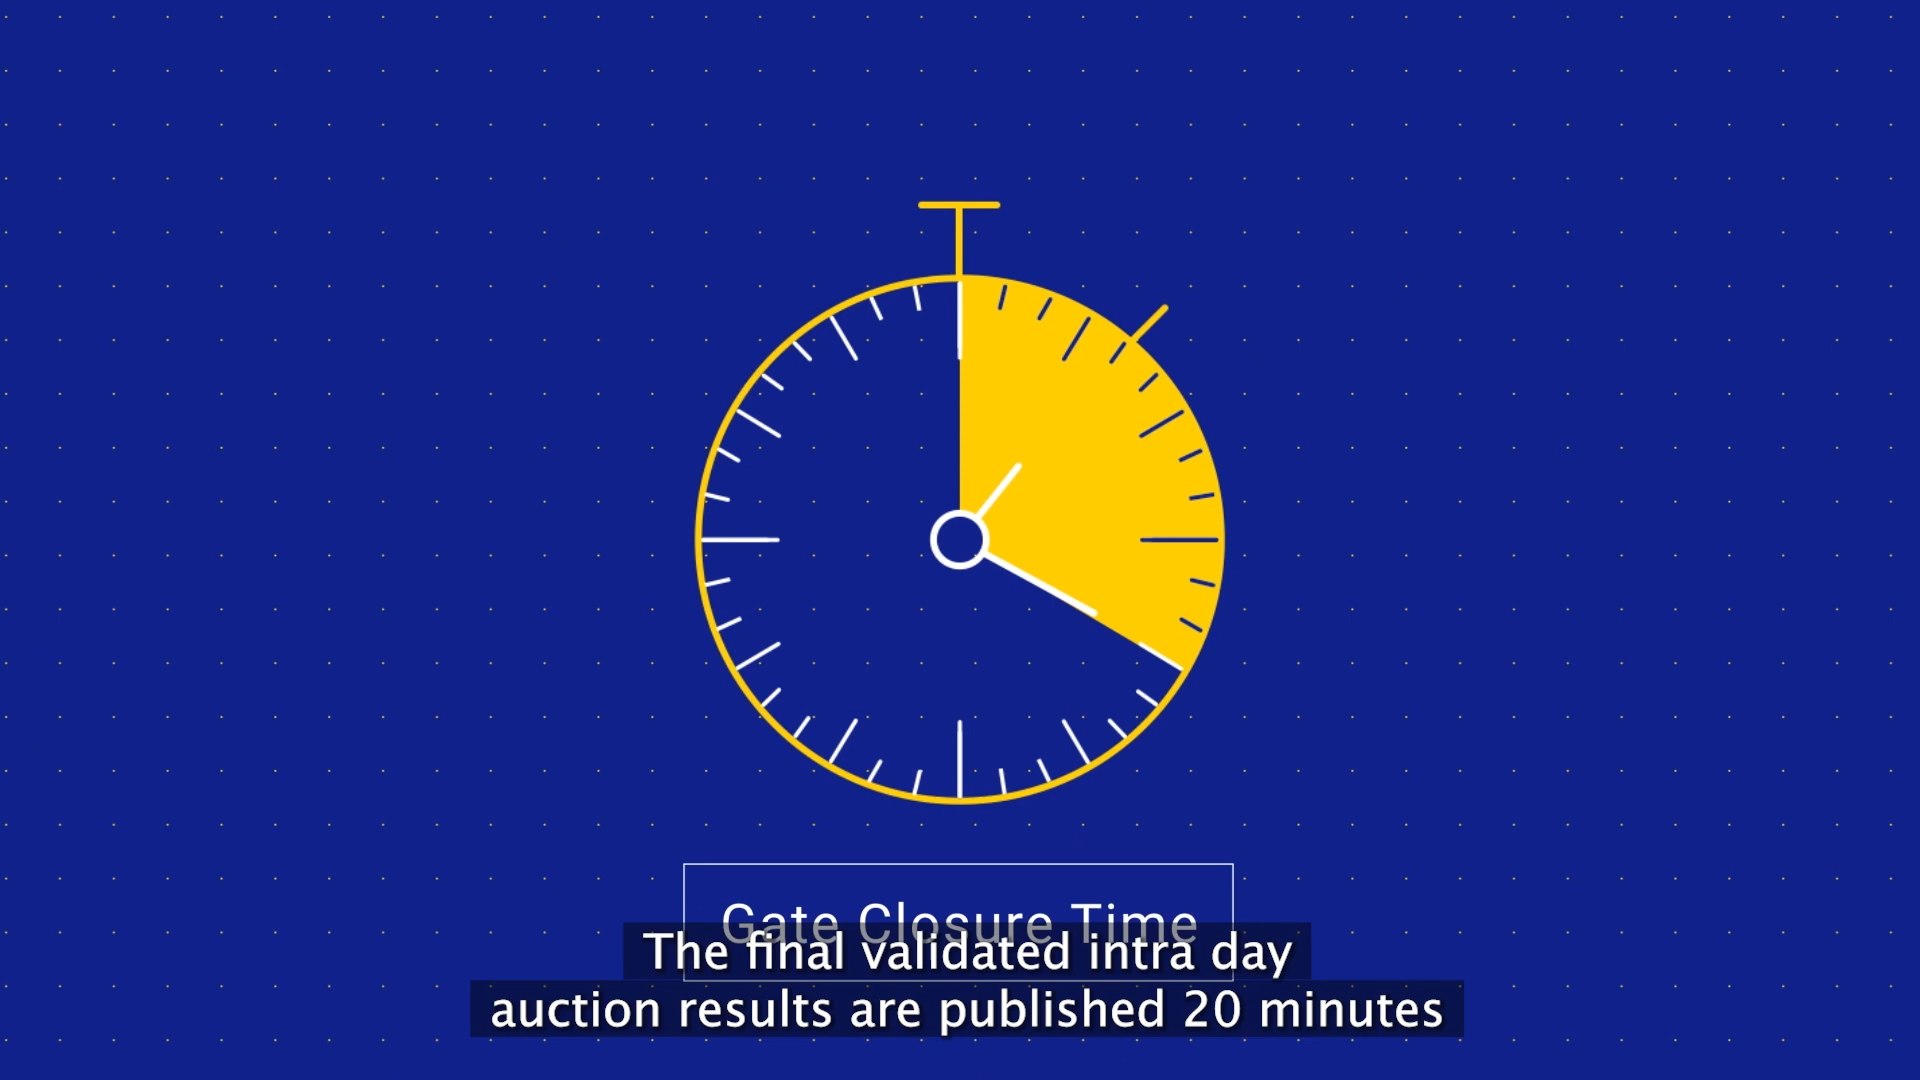 Gate Closure Time
The final validated intra day
auction results are published 20 minutes